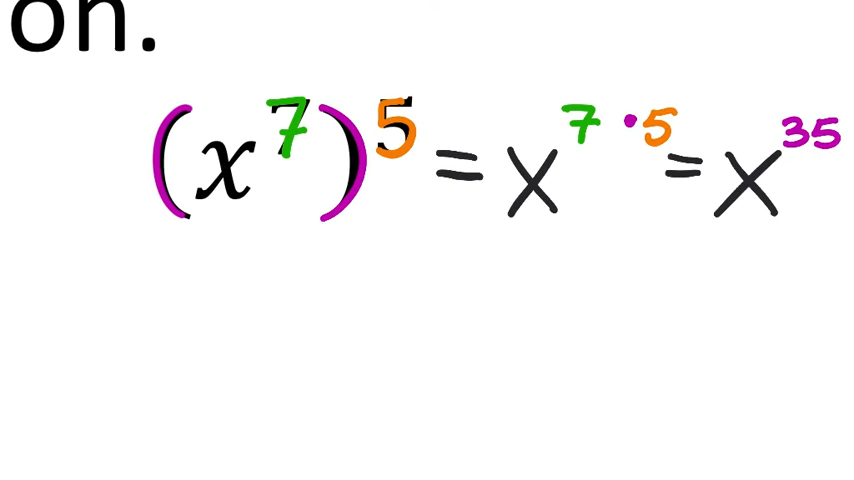 on.
(x⁷)⁵ = x⁷ · ⁵ = x³⁵